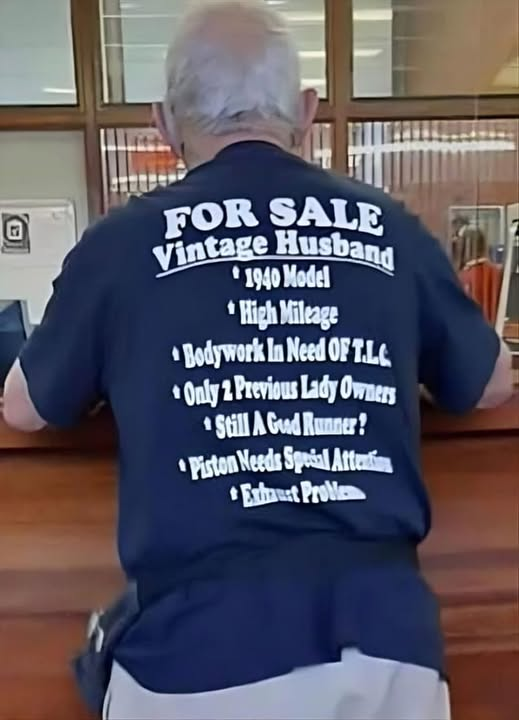 FOR SALE
Vintage Husband
* 1940 Model
* High Mileage
* Bodywork In Need OF T.L.C.
* Only 2 Previous Lady Owners
* Still A Good Runner?
* Piston Needs Special Attention
* Exhaust Problems